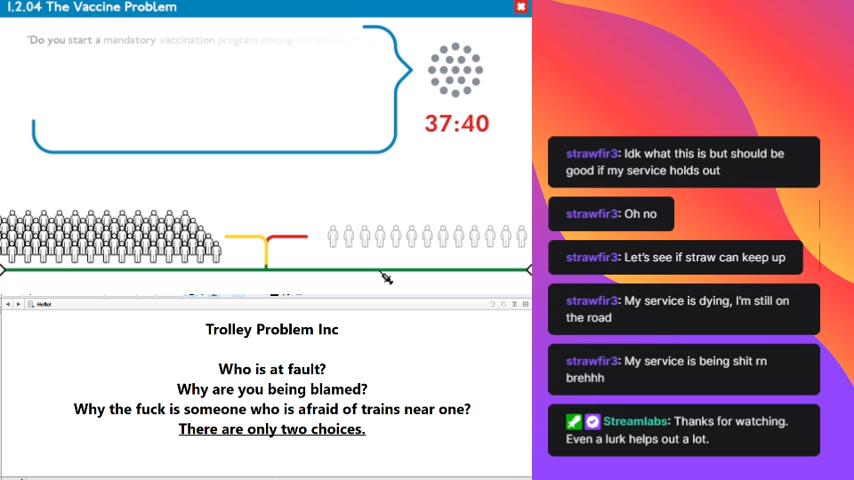 I.2.04 The Vaccine Problem
"Do you start a mandatory vaccination program among
37:40
Hello!
Trolley Problem Inc
Who is at fault?
Why are you being blamed?
Why the fuck is someone who is afraid of trains near one?
There are only two choices.
strawfir3: Idk what this is but should be
good if my service holds out
strawfir3: Oh no
strawfir3: Let's see if straw can keep up
strawfir3: My service is dying, I'm still on
the road
strawfir3: My service is being shit rn
brehhh
Streamlabs: Thanks for watching.
Even a lurk helps out a lot.